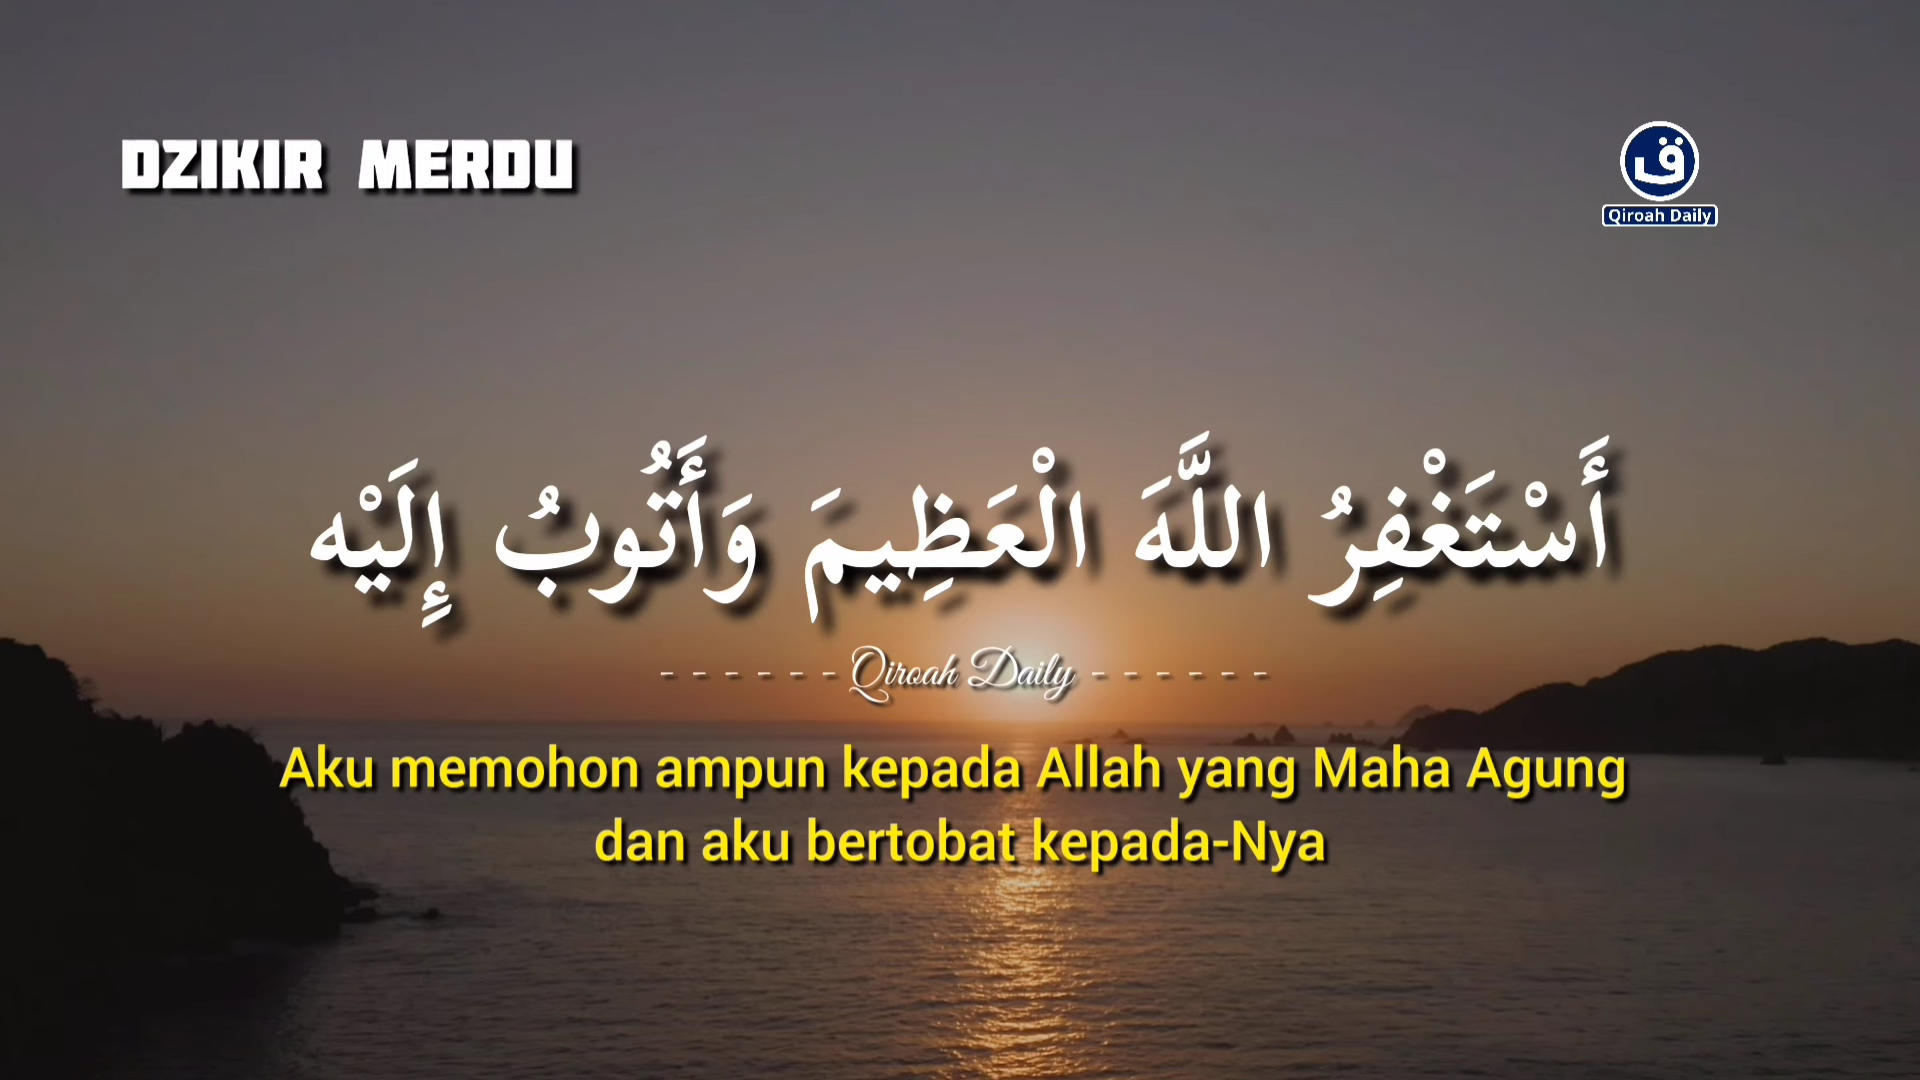 DZIKIR MERDU
ق
Qiroah Daily
أَسْتَغْفِرُ اللَّهَ الْعَظِيمَ وَأَتُوبُ إِلَيْه
- - - - - - Qiroah Daily - - - - - -
Aku memohon ampun kepada Allah yang Maha Agung
dan aku bertobat kepada-Nya